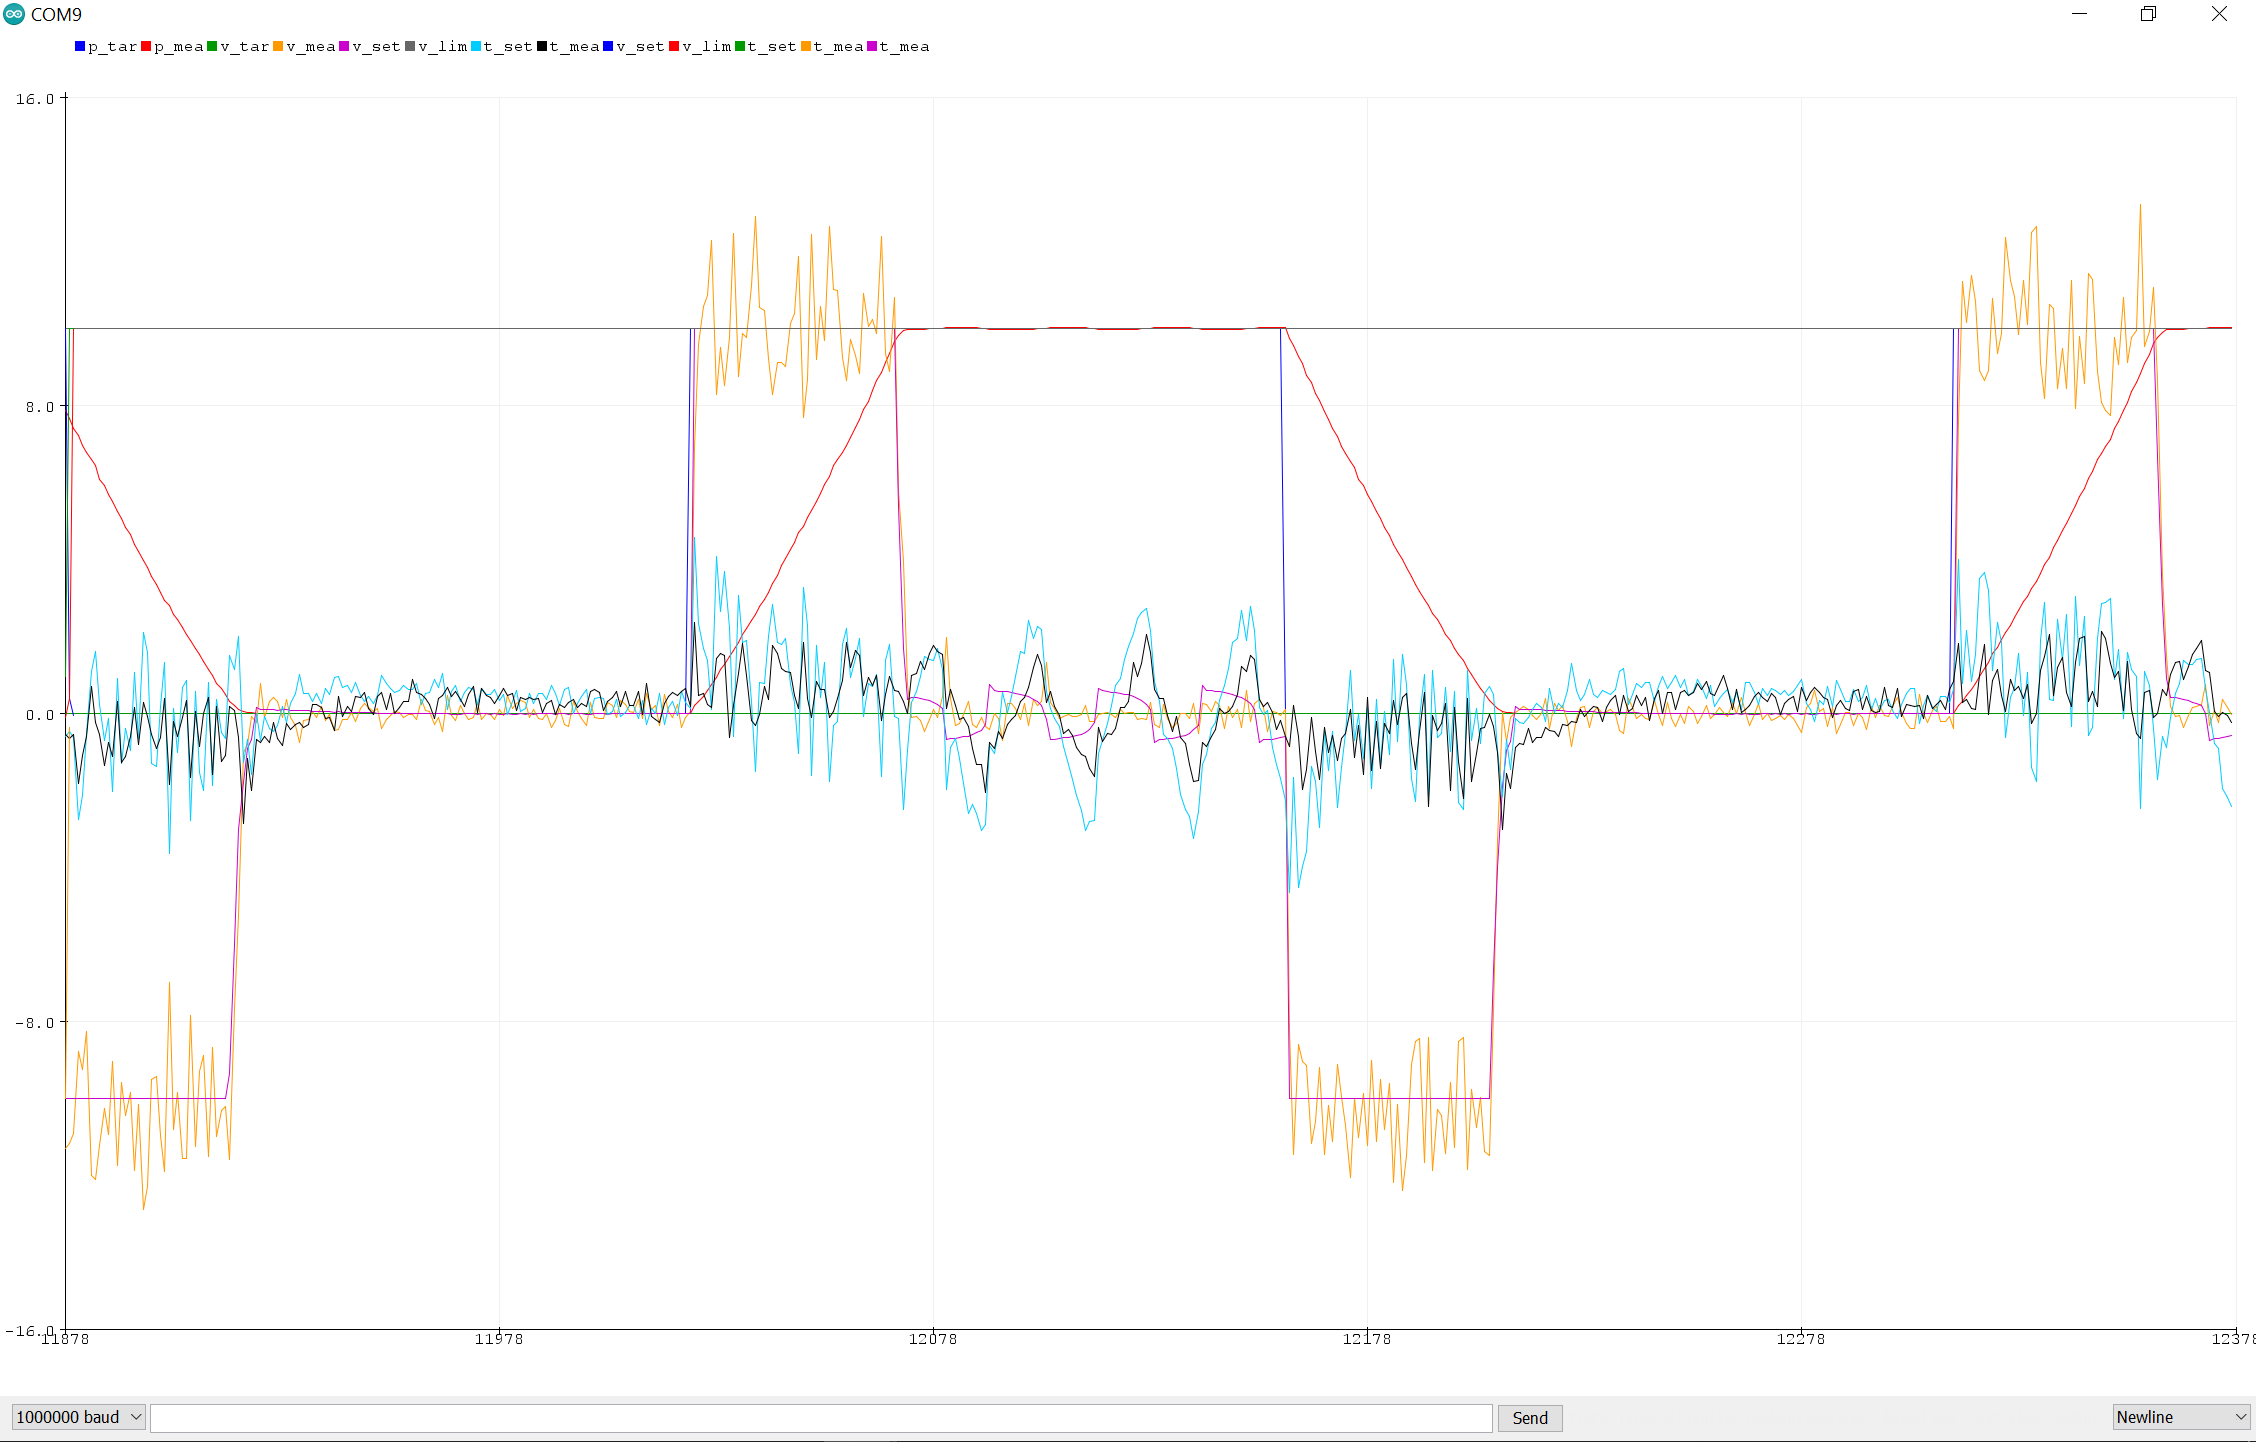 COM9
p_tar p_mea v_tar v_mea v_set v_lim t_set t_mea v_set v_lim t_set t_mea t_mea
16.0
8.0
0.0
-8.0
-16.0
11878 11978 12078 12178 12278 12378
1000000 baud Send Newline